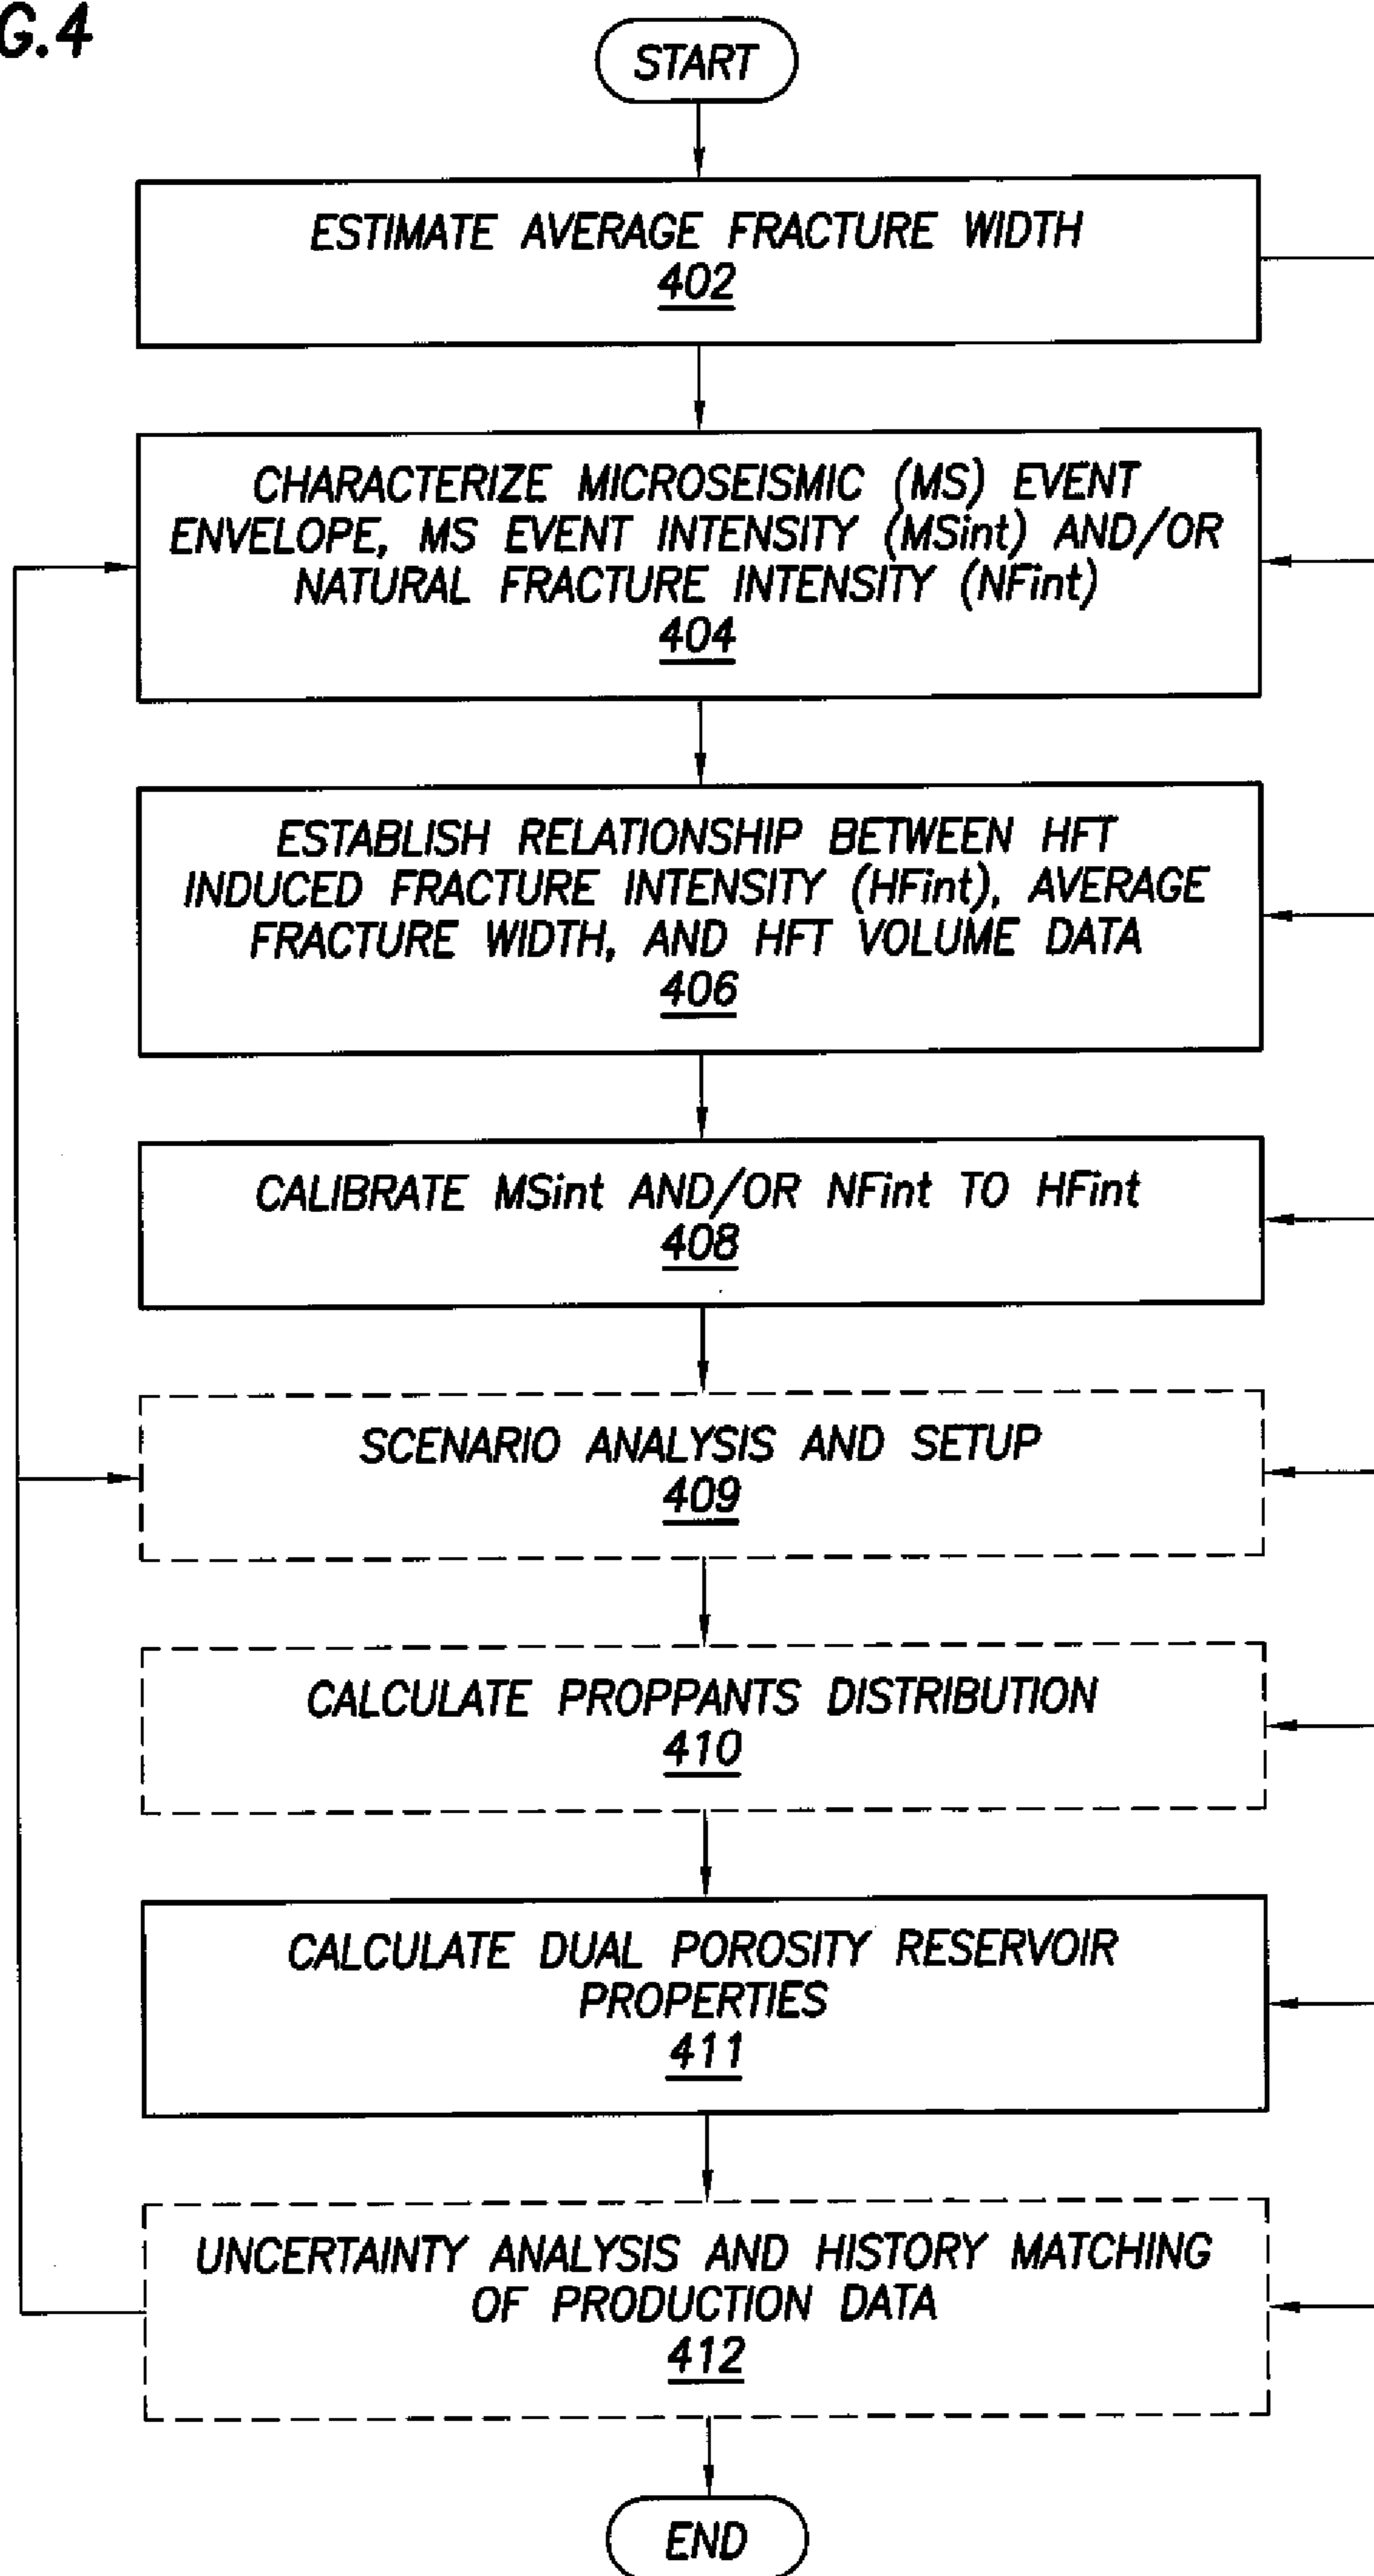 G.4
START
ESTIMATE AVERAGE FRACTURE WIDTH
402
CHARACTERIZE MICROSEISMIC (MS) EVENT
ENVELOPE, MS EVENT INTENSITY (MSint) AND/OR
NATURAL FRACTURE INTENSITY (NFint)
404
ESTABLISH RELATIONSHIP BETWEEN HFT
INDUCED FRACTURE INTENSITY (HFint), AVERAGE
FRACTURE WIDTH, AND HFT VOLUME DATA
406
CALIBRATE MSint AND/OR NFint TO HFint
408
SCENARIO ANALYSIS AND SETUP
409
CALCULATE PROPPANTS DISTRIBUTION
410
CALCULATE DUAL POROSITY RESERVOIR
PROPERTIES
411
UNCERTAINTY ANALYSIS AND HISTORY MATCHING
OF PRODUCTION DATA
412
END